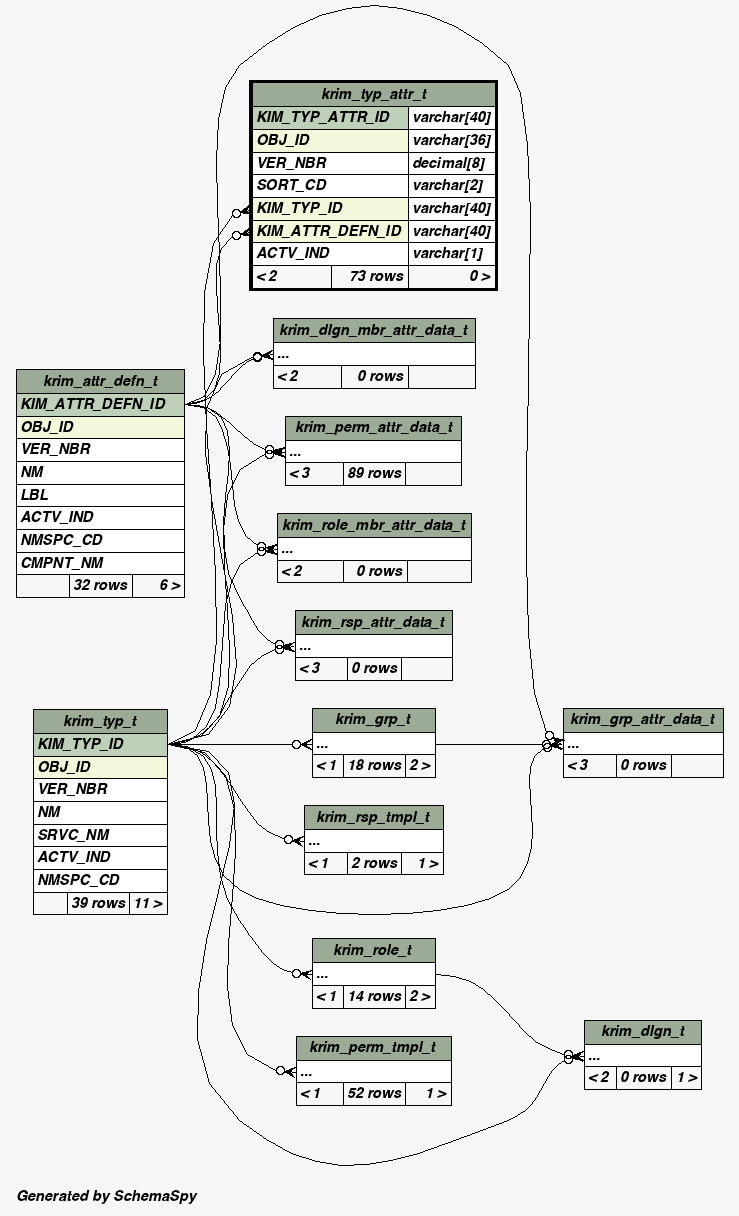 krim_typ_attr_t
KIM_TYP_ATTR_ID varchar[40]
OBJ_ID varchar[36]
VER_NBR decimal[8]
SORT_CD varchar[2]
KIM_TYP_ID varchar[40]
KIM_ATTR_DEFN_ID varchar[40]
ACTV_IND varchar[1]
< 2 73 rows 0 >
krim_dlgn_mbr_attr_data_t
...
< 2 0 rows
krim_attr_defn_t
KIM_ATTR_DEFN_ID
OBJ_ID
VER_NBR
NM
LBL
ACTV_IND
NMSPC_CD
CMPNT_NM
32 rows 6 >
krim_perm_attr_data_t
...
< 3 89 rows
krim_role_mbr_attr_data_t
...
< 2 0 rows
krim_rsp_attr_data_t
...
< 3 0 rows
krim_typ_t
KIM_TYP_ID
OBJ_ID
VER_NBR
NM
SRVC_NM
ACTV_IND
NMSPC_CD
39 rows 11 >
krim_grp_t
...
< 1 18 rows 2 >
krim_grp_attr_data_t
...
< 3 0 rows
krim_rsp_tmpl_t
...
< 1 2 rows 1 >
krim_role_t
...
< 1 14 rows 2 >
krim_dlgn_t
...
< 2 0 rows 1 >
krim_perm_tmpl_t
...
< 1 52 rows 1 >
Generated by SchemaSpy